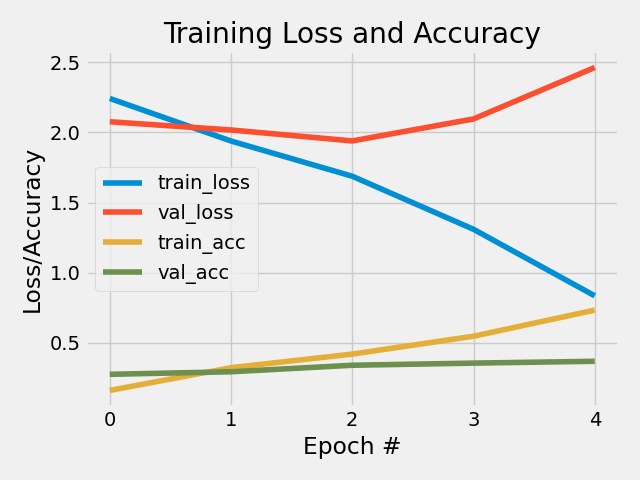 Training Loss and Accuracy
2.5
2.0
1.5
1.0
0.5
Loss/Accuracy
train_loss
val_loss
train_acc
val_acc
0 1 2 3 4
Epoch #